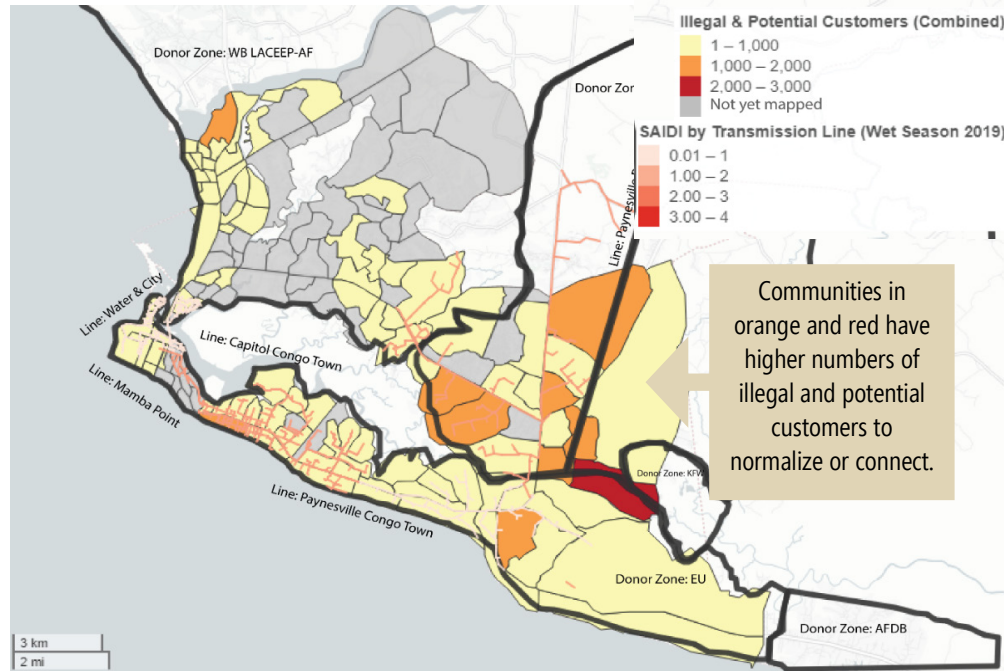 Illegal & Potential Customers (Combined)
1 – 1,000
1,000 – 2,000
2,000 – 3,000
Not yet mapped
SAIDI by Transmission Line (Wet Season 2019)
0.01 – 1
1.00 – 2
2.00 – 3
3.00 – 4
Donor Zone: WB LACEEP-AF
Donor Zor
Line: Paynesville
Line: Water & City
Line: Capitol Congo Town
Line: Mamba Point
Line: Paynesville Congo Town
Communities in
orange and red have
higher numbers of
illegal and potential
customers to
normalize or connect.
Donor Zone: KFW
Donor Zone: EU
Donor Zone: AFDB
3 km
2 mi